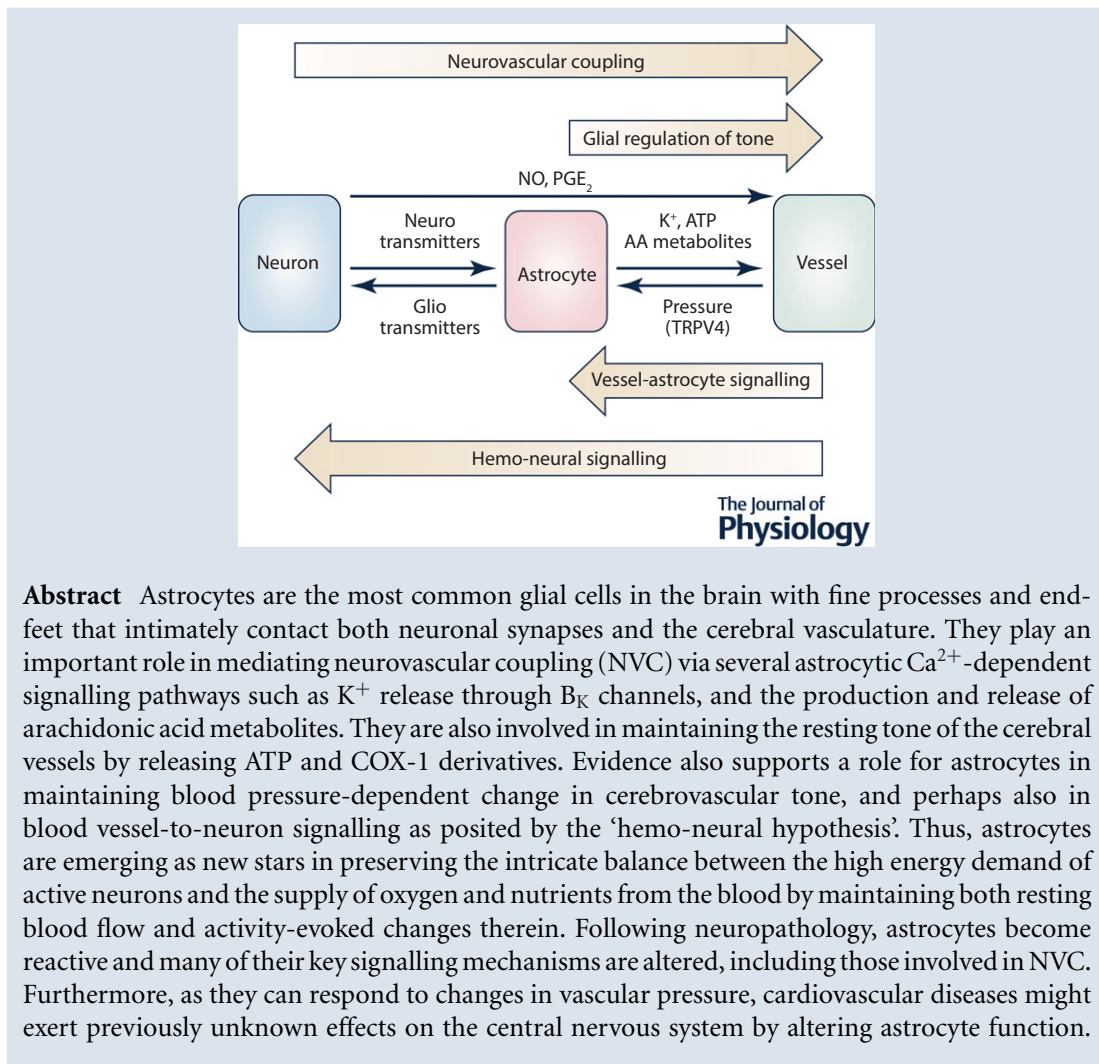 Neurovascular coupling
Glial regulation of tone
NO, PGE₂
Neuro
transmitters
K⁺, ATP
AA metabolites
Neuron
Astrocyte
Vessel
Glio
transmitters
Pressure
(TRPV4)
Vessel-astrocyte signalling
Hemo-neural signalling
The Journal of
Physiology
Abstract Astrocytes are the most common glial cells in the brain with fine processes and end-
feet that intimately contact both neuronal synapses and the cerebral vasculature. They play an
important role in mediating neurovascular coupling (NVC) via several astrocytic Ca²⁺-dependent
signalling pathways such as K⁺ release through B_K channels, and the production and release of
arachidonic acid metabolites. They are also involved in maintaining the resting tone of the cerebral
vessels by releasing ATP and COX-1 derivatives. Evidence also supports a role for astrocytes in
maintaining blood pressure-dependent change in cerebrovascular tone, and perhaps also in
blood vessel-to-neuron signalling as posited by the ‘hemo-neural hypothesis’. Thus, astrocytes
are emerging as new stars in preserving the intricate balance between the high energy demand of
active neurons and the supply of oxygen and nutrients from the blood by maintaining both resting
blood flow and activity-evoked changes therein. Following neuropathology, astrocytes become
reactive and many of their key signalling mechanisms are altered, including those involved in NVC.
Furthermore, as they can respond to changes in vascular pressure, cardiovascular diseases might
exert previously unknown effects on the central nervous system by altering astrocyte function.